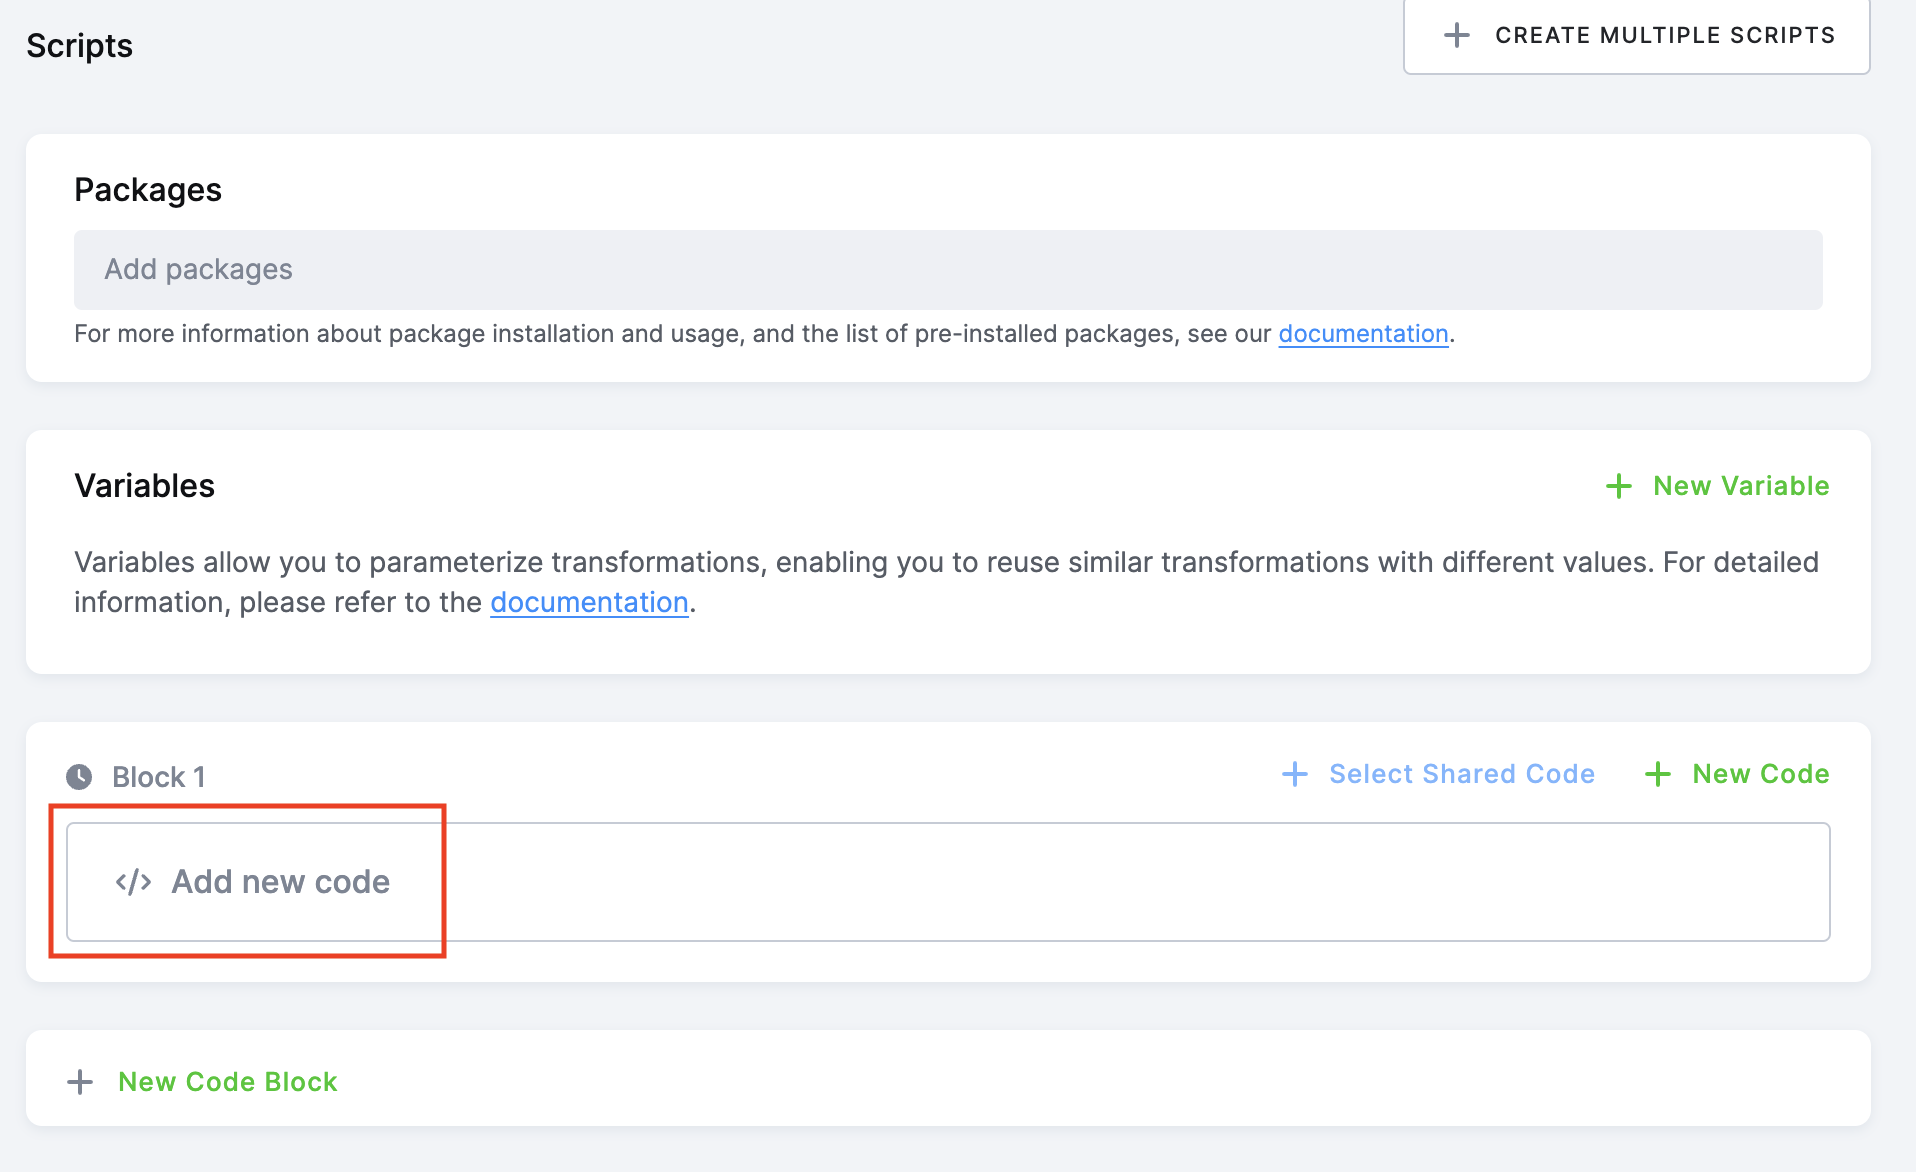 Scripts
CREATE MULTIPLE SCRIPTS
Packages
Add packages
For more information about package installation and usage, and the list of pre-installed packages, see our documentation.
Variables
New Variable
Variables allow you to parameterize transformations, enabling you to reuse similar transformations with different values. For detailed
information, please refer to the documentation.
Block 1
Select Shared Code
New Code
</> Add new code
New Code Block